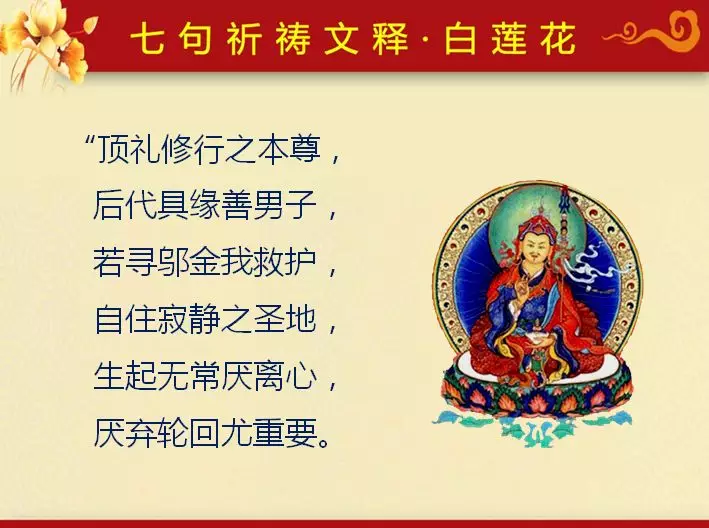 七句祈祷文释·白莲花
“顶礼修行之本尊，
后代具缘善男子，
若寻邬金我救护，
自住寂静之圣地，
生起无常厌离心，
厌弃轮回尤重要。